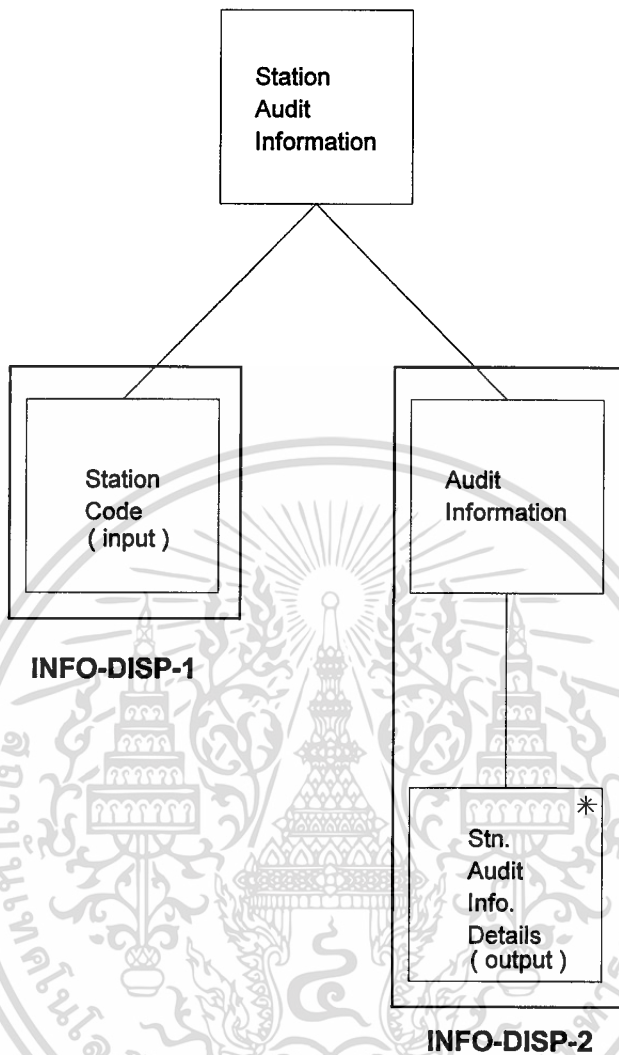 Station
Audit
Information
Station
Code
( input )
Audit
Information
INFO-DISP-1
*
Stn.
Audit
Info.
Details
( output )
INFO-DISP-2